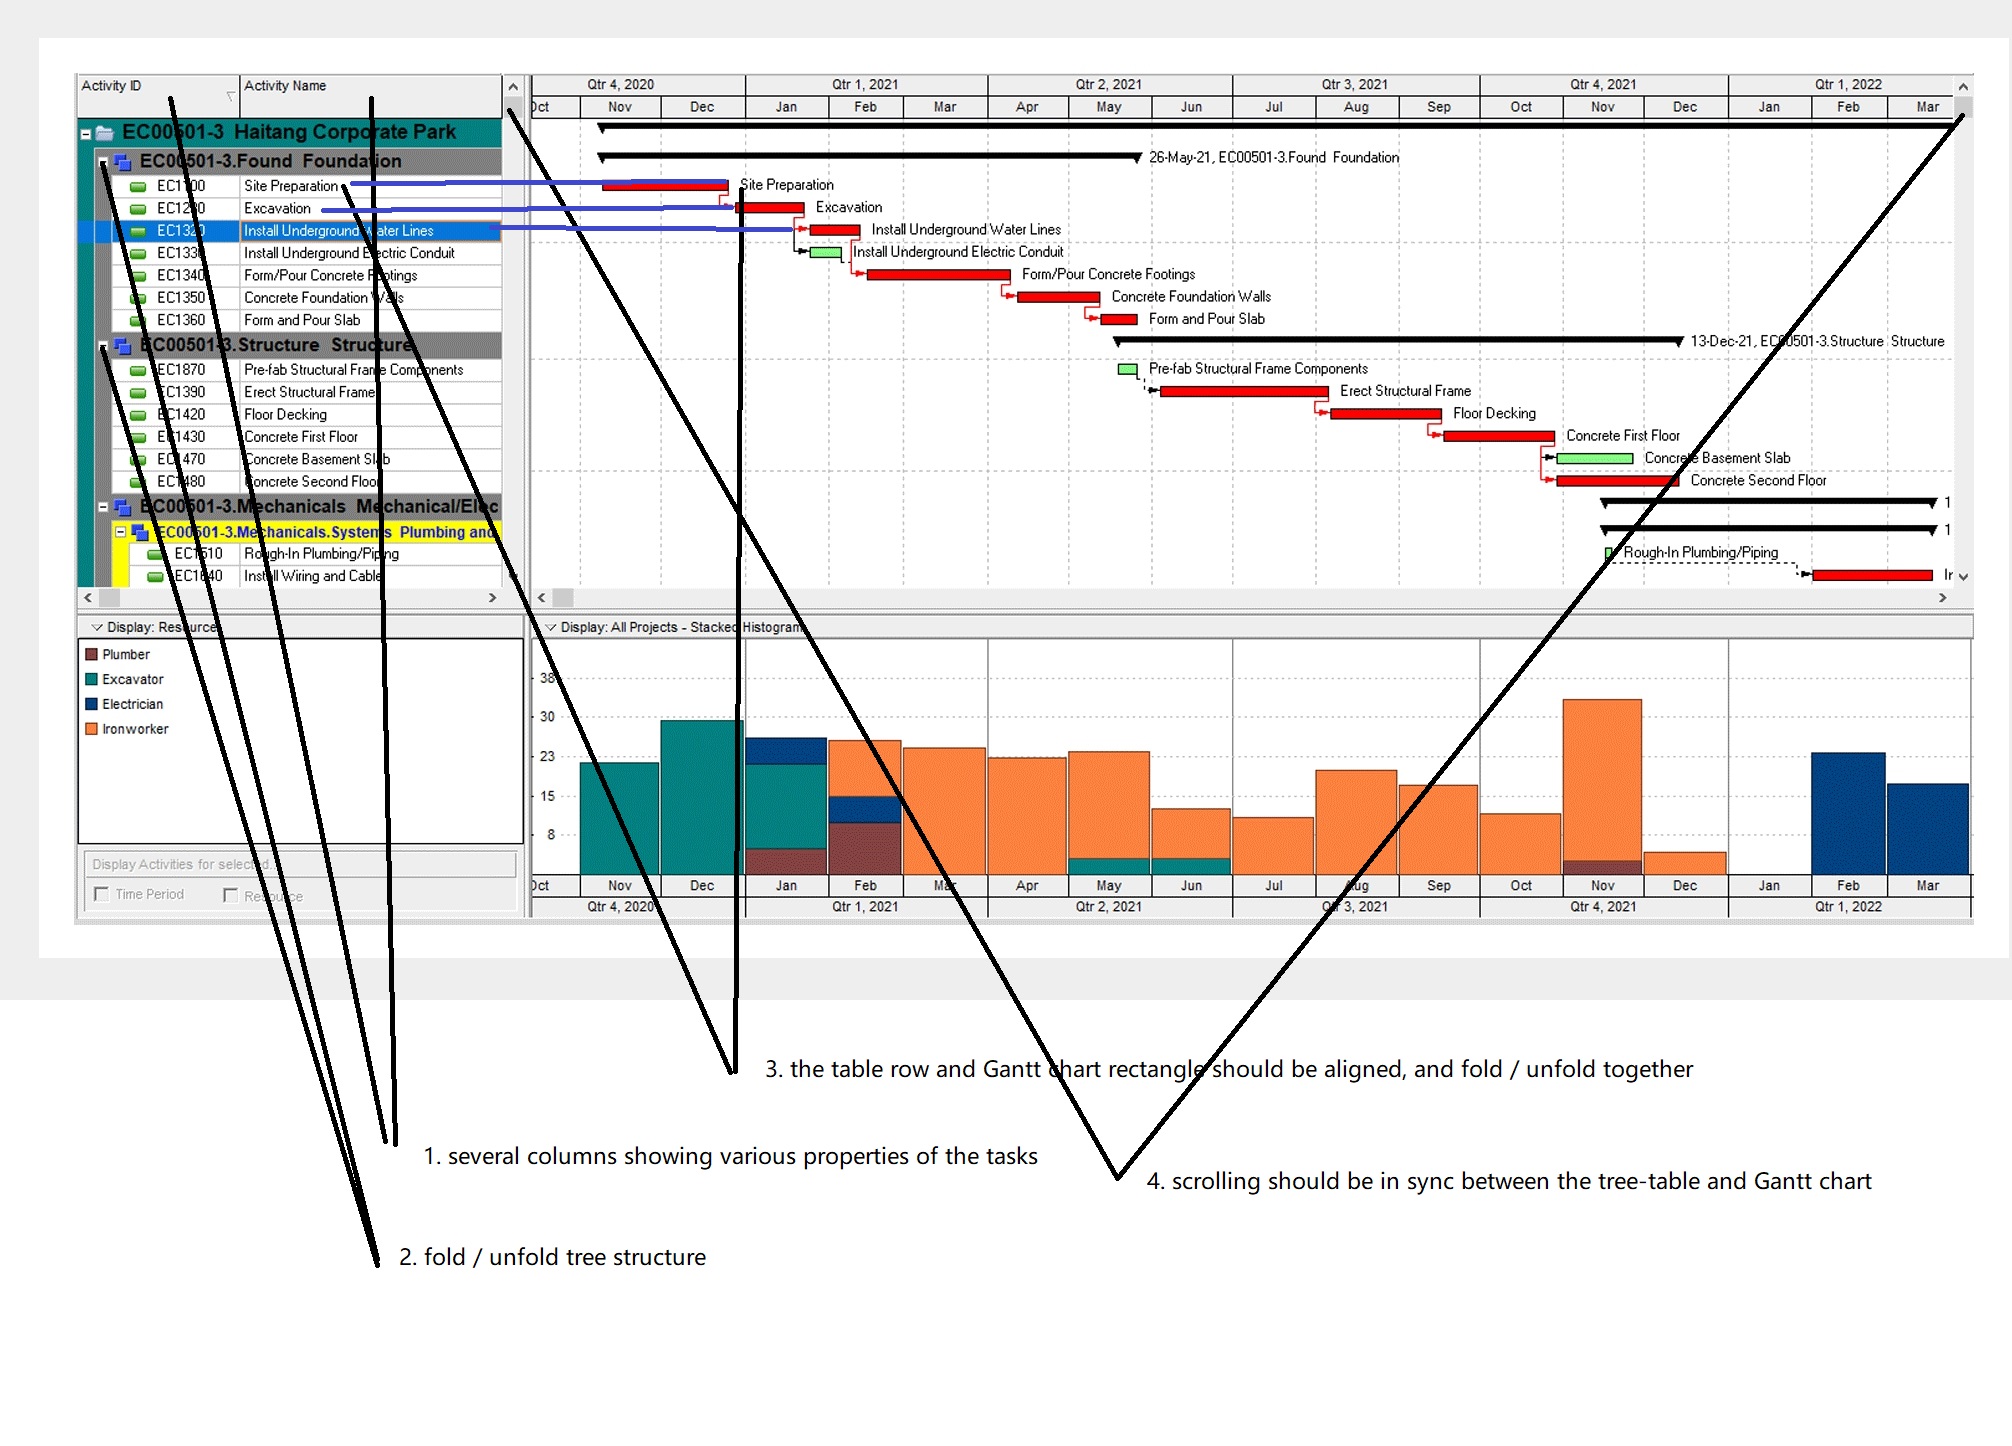 Activity ID
Activity Name
Qtr 4, 2020
Qtr 1, 2021
Qtr 2, 2021
Qtr 3, 2021
Qtr 4, 2021
Qtr 1, 2022
Oct Nov Dec Jan Feb Mar Apr May Jun Jul Aug Sep Oct Nov Dec Jan Feb Mar
EC00501-3 Haitang Corporate Park
EC00501-3.Found Foundation
26-May-21, EC00501-3.Found Foundation
EC1100 Site Preparation
Site Preparation
EC1230 Excavation
Excavation
EC1320 Install Underground Water Lines
Install Underground Water Lines
EC1330 Install Underground Electric Conduit
Install Underground Electric Conduit
EC1340 Form/Pour Concrete Footings
Form/Pour Concrete Footings
EC1350 Concrete Foundation Walls
Concrete Foundation Walls
EC1360 Form and Pour Slab
Form and Pour Slab
EC00501-3.Structure Structure
13-Dec-21, EC00501-3.Structure Structure
EC1870 Pre-fab Structural Frame Components
Pre-fab Structural Frame Components
EC1390 Erect Structural Frame
Erect Structural Frame
EC1420 Floor Decking
Floor Decking
EC1430 Concrete First Floor
Concrete First Floor
EC1470 Concrete Basement Slab
Concrete Basement Slab
EC1480 Concrete Second Floor
Concrete Second Floor
EC00501-3.Mechanicals Mechanical/Elec
1
EC00501-3.Mechanicals.Systems Plumbing and
1
EC1510 Rough-In Plumbing/Piping
Rough-In Plumbing/Piping
EC1640 Install Wiring and Cable
Ir
Display: Resource
Display: All Projects - Stacked Histogram
Plumber
Excavator
Electrician
Ironworker
38
30
23
15
8
Display Activities for selected...
Time Period
Resource
Oct Nov Dec Jan Feb Mar Apr May Jun Jul Aug Sep Oct Nov Dec Jan Feb Mar
Qtr 4, 2020
Qtr 1, 2021
Qtr 2, 2021
Qtr 3, 2021
Qtr 4, 2021
Qtr 1, 2022
3. the table row and Gantt chart rectangle should be aligned, and fold / unfold together
1. several columns showing various properties of the tasks
4. scrolling should be in sync between the tree-table and Gantt chart
2. fold / unfold tree structure